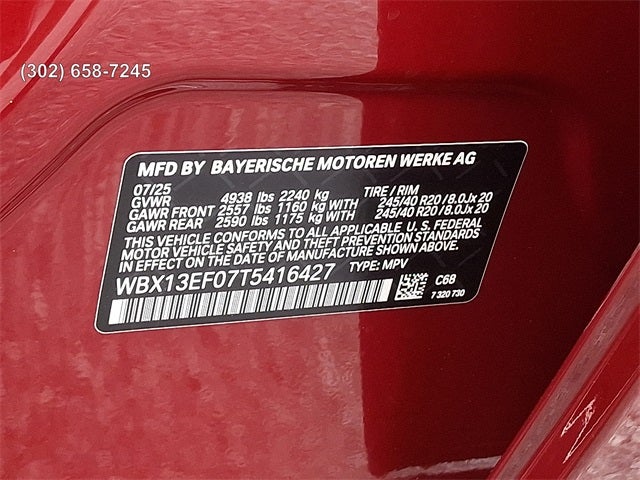 (302) 658-7245
MFD BY BAYERISCHE MOTOREN WERKE AG
07/25 TIRE / RIM
GVWR 4938 lbs 2240 kg
GAWR FRONT 2557 lbs 1160 kg WITH 245/40 R20 / 8.0Jx 20
GAWR REAR 2590 lbs 1175 kg WITH 245/40 R20 / 8.0Jx 20
THIS VEHICLE CONFORMS TO ALL APPLICABLE U. S. FEDERAL
MOTOR VEHICLE SAFETY, BUMPER AND THEFT PREVENTION
STANDARDS IN EFFECT ON THE DATE OF MANUFACTURE SHOWN ABOVE.
WBX13EF07T5416427 TYPE: MPV
C68
7 320 730